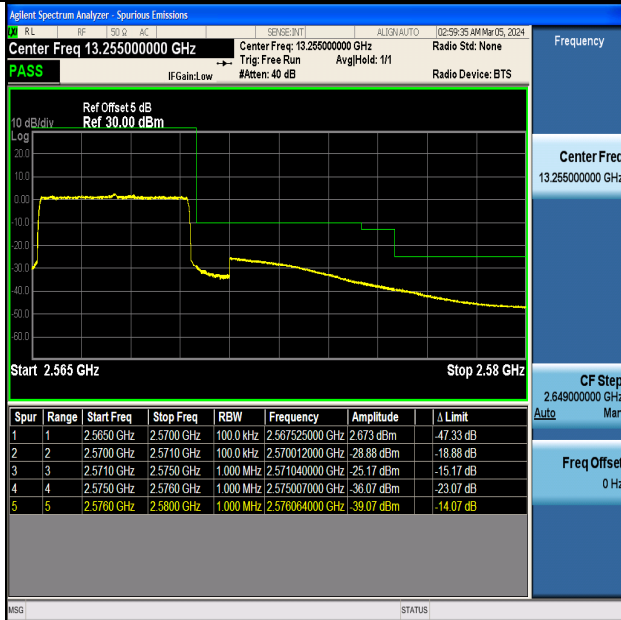 Agilent Spectrum Analyzer - Spurious Emissions
RL RF 50 Ω AC SENSE:INT ALIGN AUTO 02:59:35 AM Mar 05, 2024
Center Freq 13.255000000 GHz
Center Freq: 13.255000000 GHz
Radio Std: None
Trig: Free Run Avg|Hold: 1/1
PASS
IFGain:Low
#Atten: 40 dB
Radio Device: BTS
Ref Offset 5 dB
10 dB/div Ref 30.00 dBm
Log
20.0
10.0
0.00
-10.0
-20.0
-30.0
-40.0
-50.0
-60.0
Start 2.565 GHz Stop 2.58 GHz
Spur Range Start Freq Stop Freq RBW Frequency Amplitude Δ Limit
1 1 2.5650 GHz 2.5700 GHz 100.0 kHz 2.567525000 GHz 2.673 dBm -47.33 dB
2 2 2.5700 GHz 2.5710 GHz 100.0 kHz 2.570012000 GHz -28.88 dBm -18.88 dB
3 3 2.5710 GHz 2.5750 GHz 1.000 MHz 2.571040000 GHz -25.17 dBm -15.17 dB
4 4 2.5750 GHz 2.5760 GHz 1.000 MHz 2.575007000 GHz -36.07 dBm -23.07 dB
5 5 2.5760 GHz 2.5800 GHz 1.000 MHz 2.576064000 GHz -39.07 dBm -14.07 dB
MSG STATUS
Frequency
Center Freq
13.255000000 GHz
CF Step
2.649000000 GHz
Auto Man
Freq Offset
0 Hz